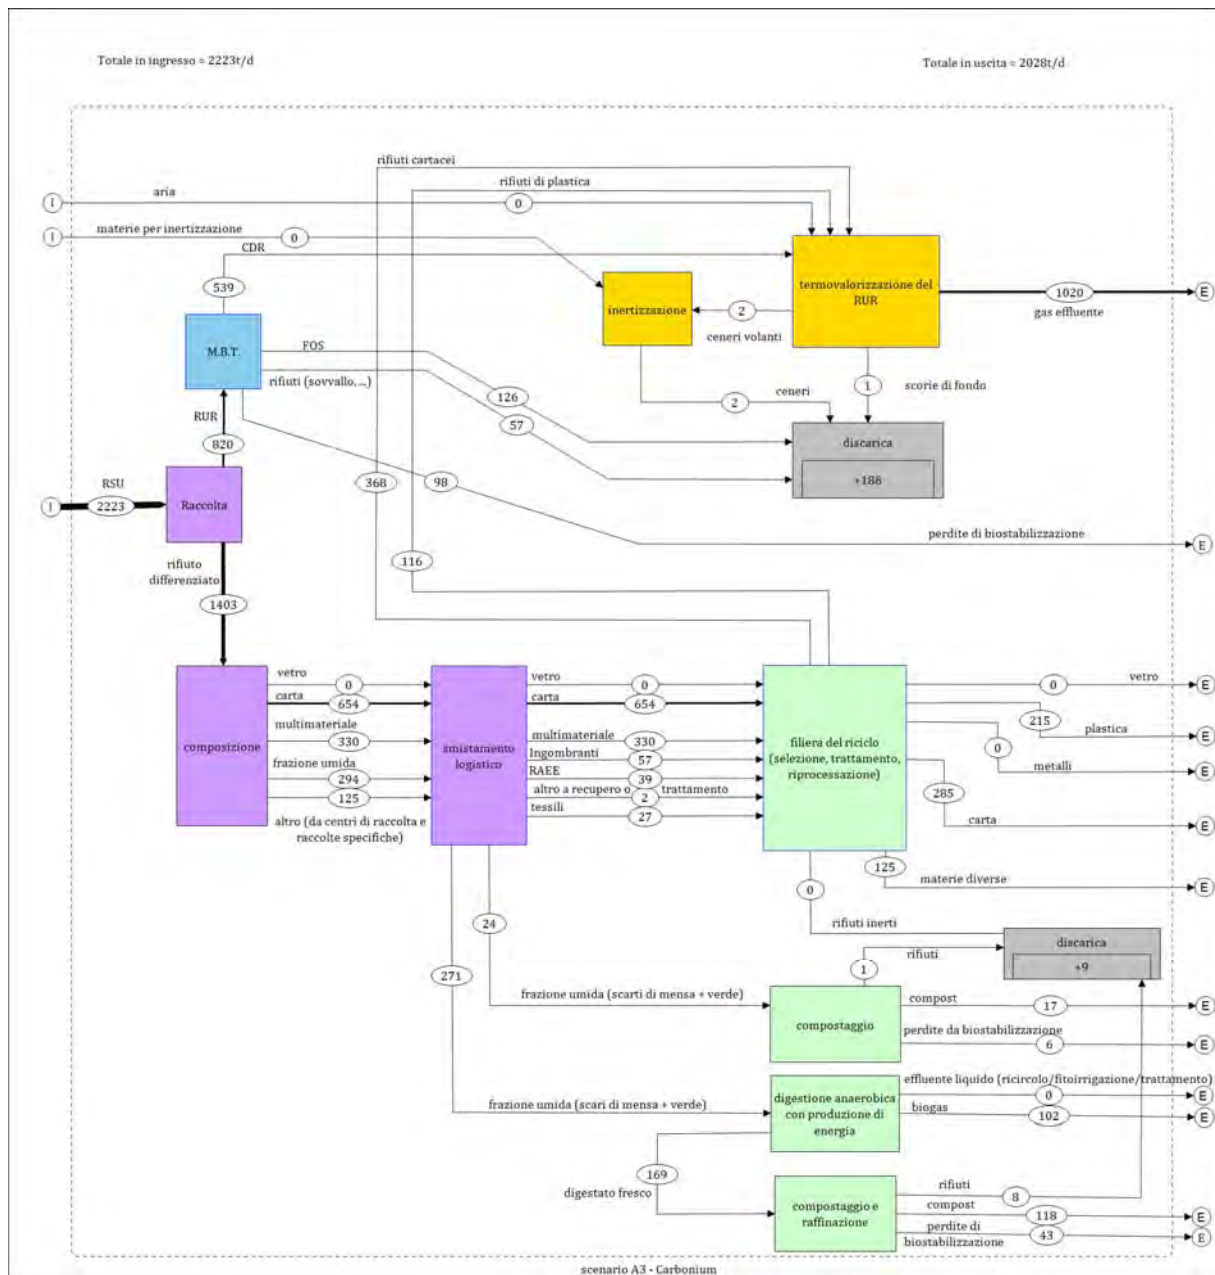 Totale in ingresso = 2223t/d
Totale in uscita = 2028t/d
rifiuti cartacei
rifiuti di plastica
I
aria
0
I
materie per inertizzazione
0
CDR
539
inertizzazione
2
ceneri volanti
termovalorizzazione del
RUR
1020
gas effluente
E
M.B.T.
FOS
rifiuti (sovvallo, ...)
126
57
ceneri
2
1
scorie di fondo
RUR
820
discarica
+186
RSU
I
2223
Raccolta
368
98
perdite di biostabilizzazione
E
rifiuto
differenziato
1403
116
vetro
0
carta
654
multimateriale
330
frazione umida
294
125
altro (da centri di raccolta e
raccolte specifiche)
composizione
smistamento
logistico
vetro
0
carta
654
multimateriale
330
Ingombranti
57
RAEE
39
altro a recupero o trattamento
2
tessili
27
filiera del riciclo
(selezione, trattamento,
riprocessazione)
0
vetro
E
215
plastica
E
0
metalli
E
285
carta
E
125
materie diverse
E
0
rifiuti inerti
24
271
discarica
+9
rifiuti
1
frazione umida (scarti di mensa + verde)
compostaggio
compost
17
E
perdite da biostabilizzazione
6
E
effluente liquido (ricircolo/fitoirrigazione/trattamento)
0
E
frazione umida (scari di mensa + verde)
digestione anaerobica
con produzione di
energia
biogas
102
E
169
digestato fresco
compostaggio e
raffinazione
rifiuti
8
compost
118
E
perdite di
biostabilizzazione
43
E
scenario A3 - Carbonium